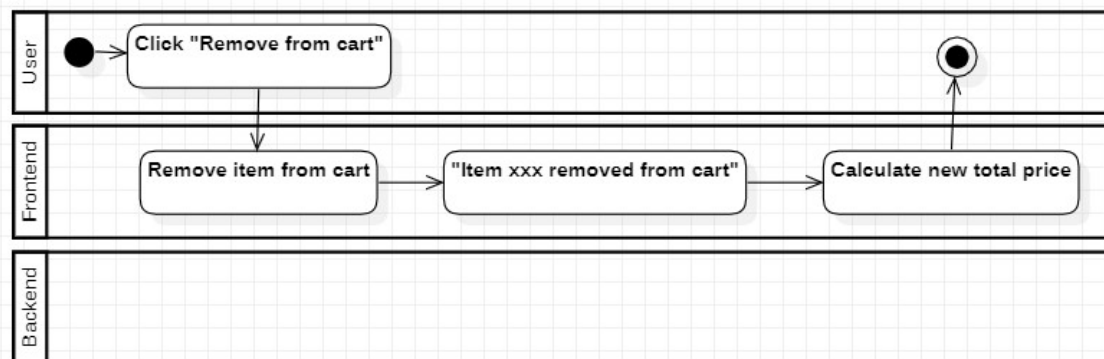 User
Click "Remove from cart"
Frontend
Remove item from cart
"Item xxx removed from cart"
Calculate new total price
Backend